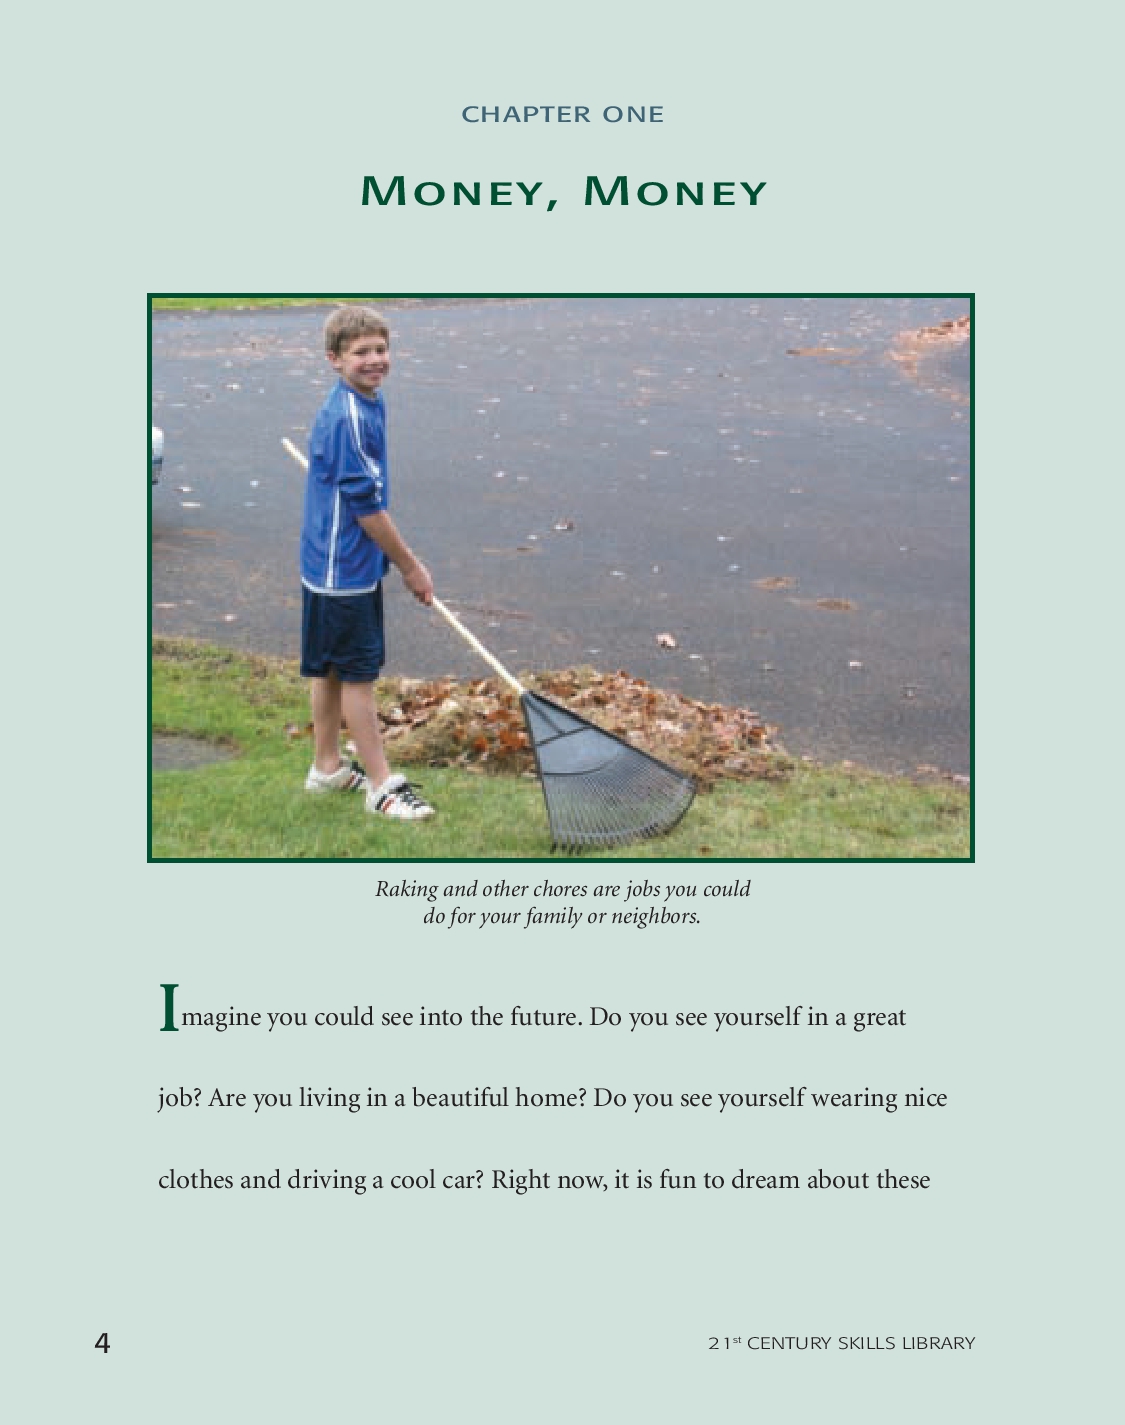 CHAPTER ONE
MONEY, MONEY
Raking and other chores are jobs you could
do for your family or neighbors.
Imagine you could see into the future. Do you see yourself in a great
job? Are you living in a beautiful home? Do you see yourself wearing nice
clothes and driving a cool car? Right now, it is fun to dream about these
4
21st CENTURY SKILLS LIBRARY